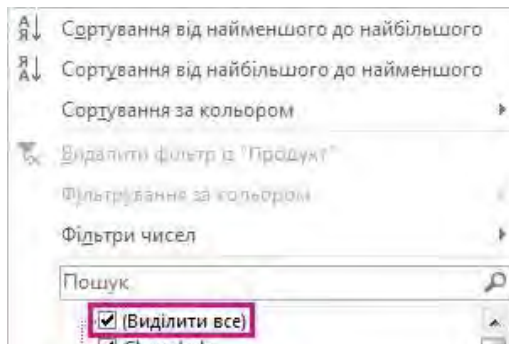 Сортування від найменшого до найбільшого
Сортування від найбільшого до найменшого
Сортування за кольором
Видалити фільтр із "Продукт"
Фільтрування за кольором
Фільтри чисел
Пошук
(Виділити все)